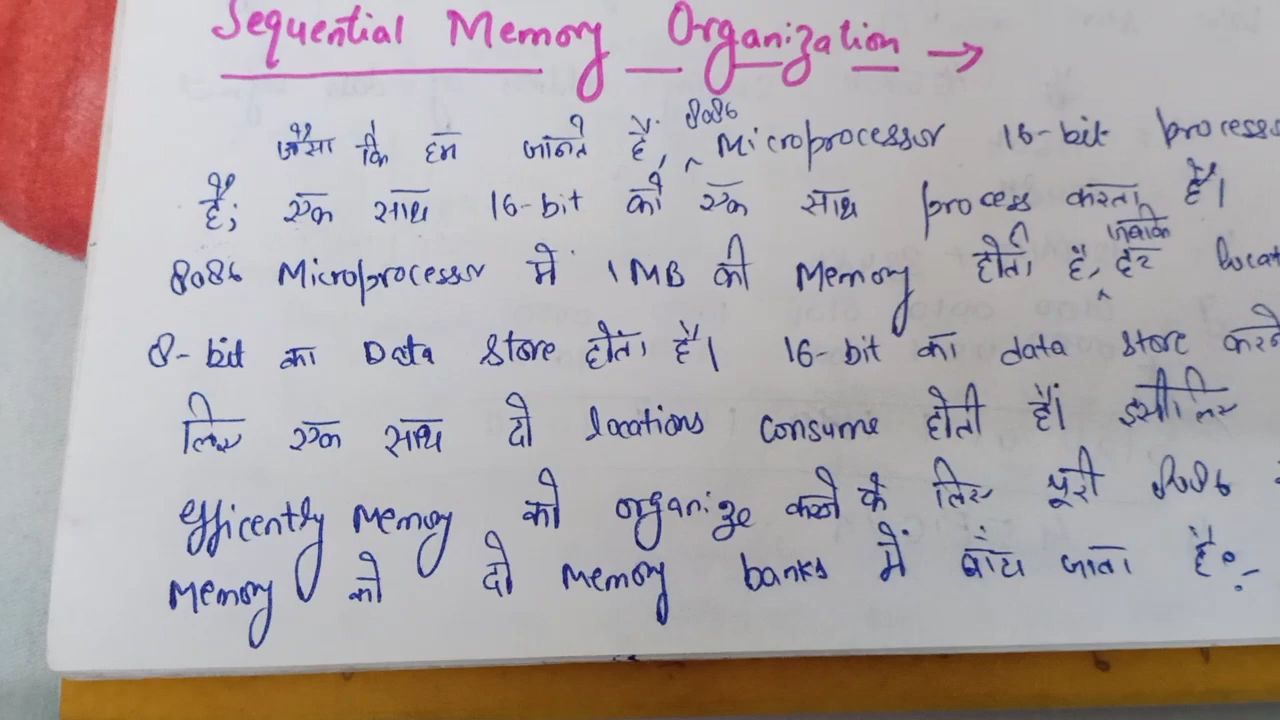 Sequential Memory Organization →
जैसा कि हम जानते हैं, 8086 Microprocessor 16-bit process
है; एक साथ 16-bit को एक साथ process करता है।
8086 Microprocessor में 1MB की Memory होती है, जबकि हर locat
8-bit का Data store होता है। 16-bit का data store करने
लिए एक साथ दो locations consume होती हैं। इसीलिए
efficently Memory को organize करने के लिए पूरी 8086
Memory को दो Memory banks में बांटा जाता है:-